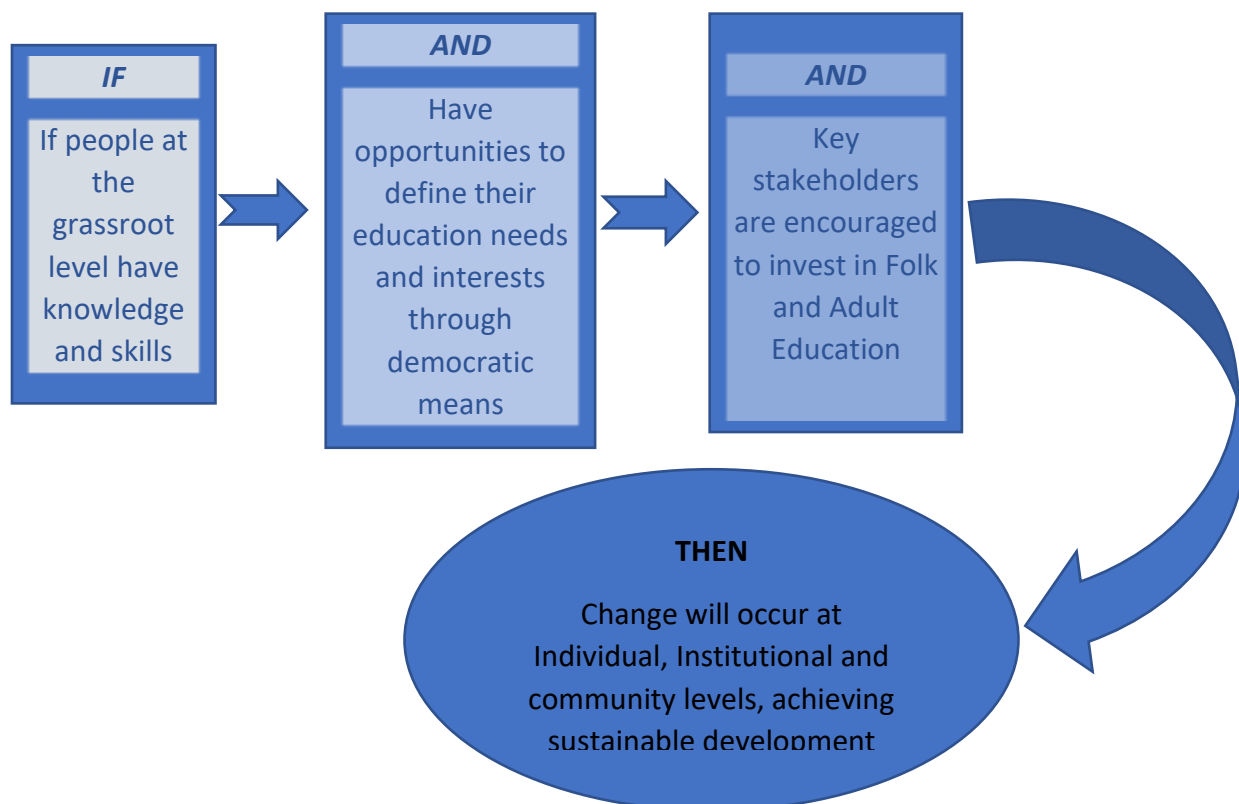 IF
If people at
the
grassroot
level have
knowledge
and skills
AND
Have
opportunities to
define their
education needs
and interests
through
democratic
means
AND
Key
stakeholders
are encouraged
to invest in Folk
and Adult
Education
THEN
Change will occur at
Individual, Institutional and
community levels, achieving
sustainable development